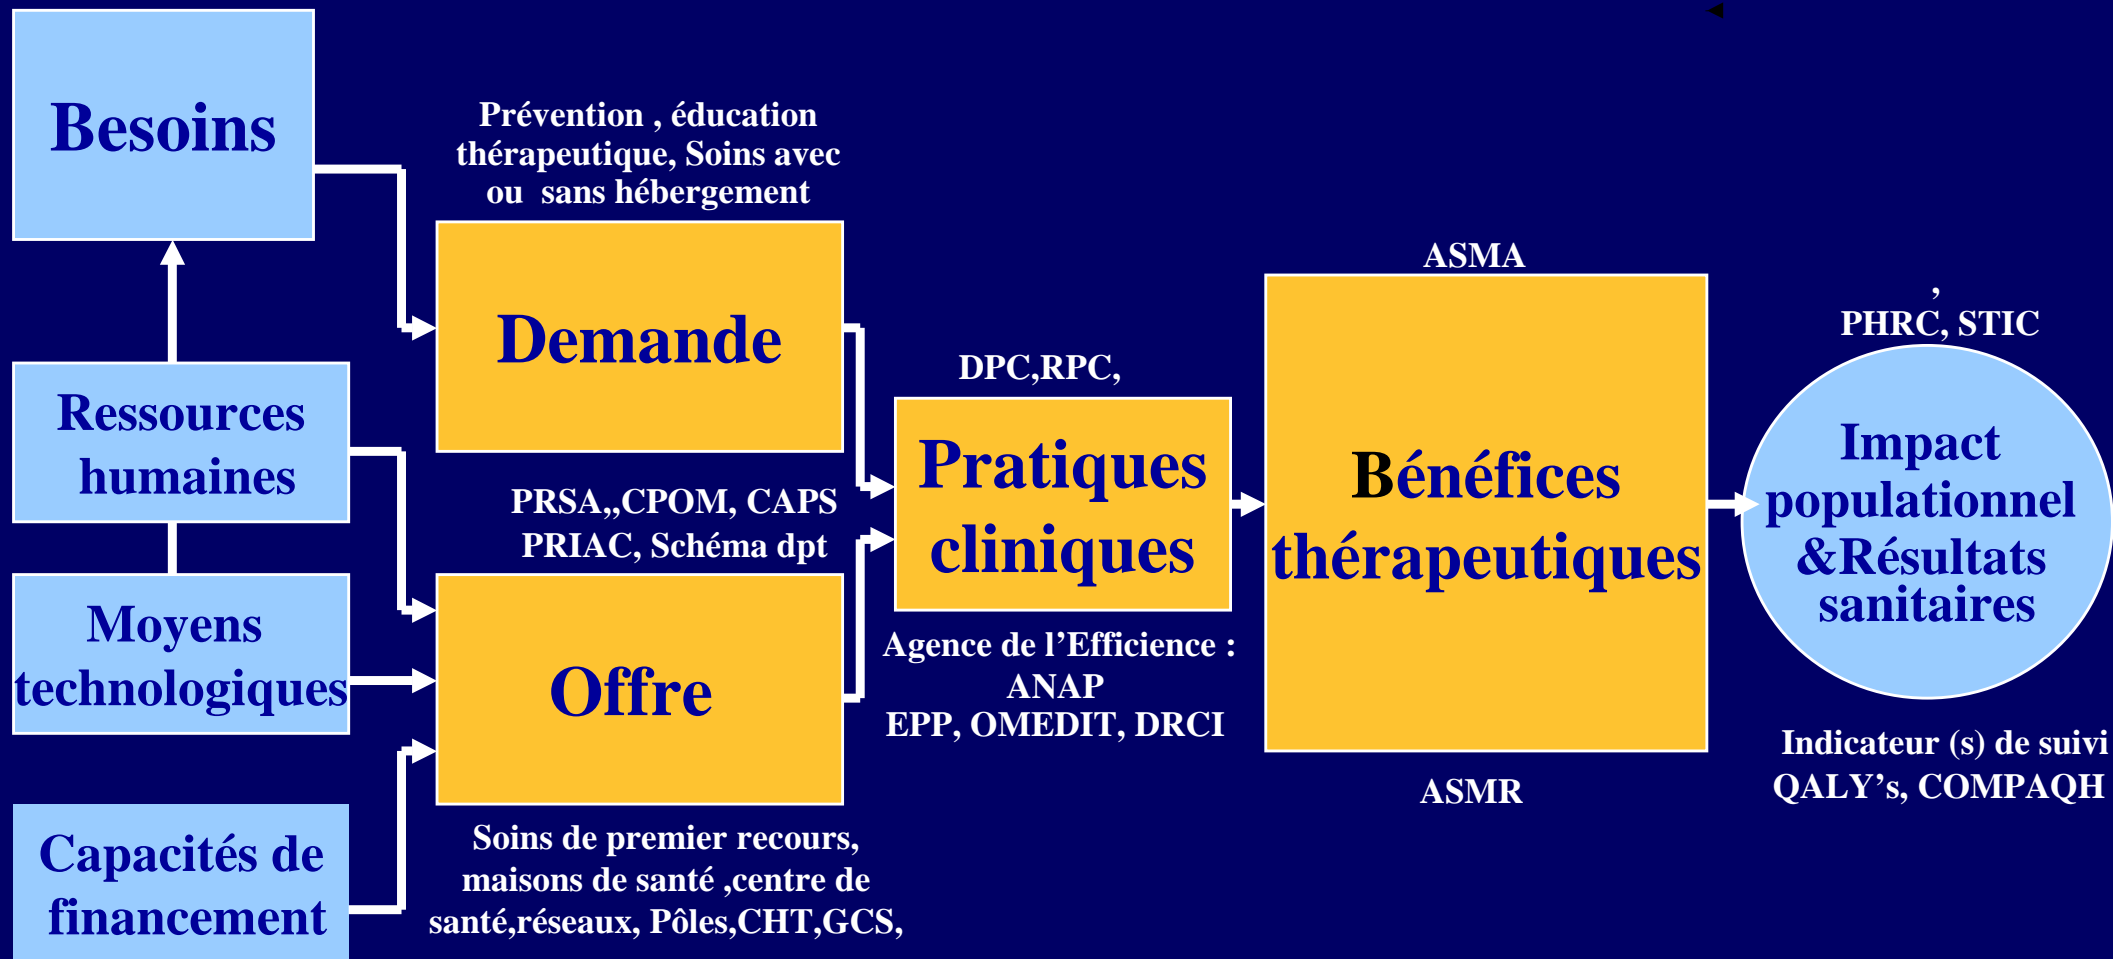 Besoins
Prévention , éducation
thérapeutique, Soins avec
ou sans hébergement
Demande
Ressources
humaines
PRSA,,CPOM, CAPS
PRIAC, Schéma dpt
Moyens
technologiques
Offre
Capacités de
financement
Soins de premier recours,
maisons de santé ,centre de
santé,réseaux, Pôles,CHT,GCS,
DPC,RPC,
Pratiques
cliniques
Agence de l’Efficience :
ANAP
EPP, OMEDIT, DRCI
ASMA
Bénéfices
thérapeutiques
ASMR
,
PHRC, STIC
Impact
populationnel
&Résultats
sanitaires
Indicateur (s) de suivi
QALY’s, COMPAQH